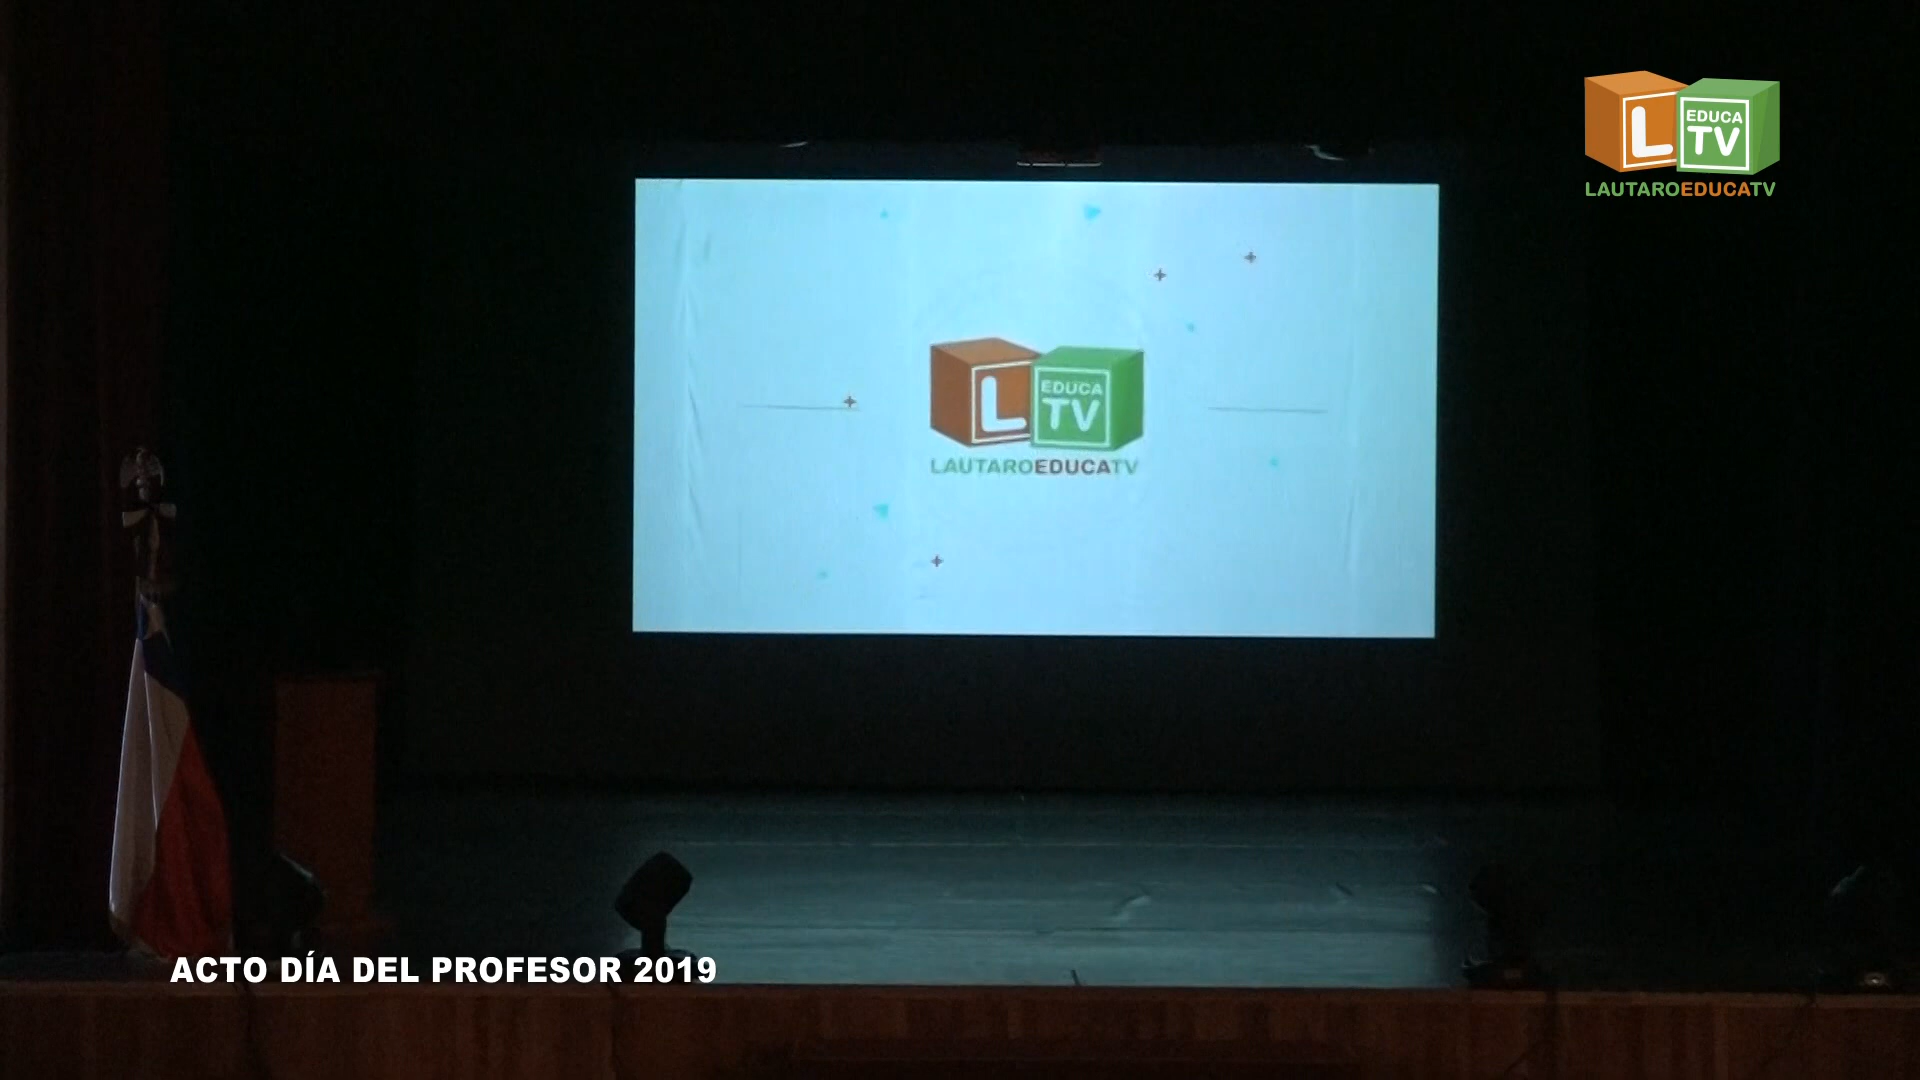 L
EDUCA
TV
LAUTAROEDUCATV
L
EDUCA
TV
LAUTAROEDUCATV
ACTO DÍA DEL PROFESOR 2019